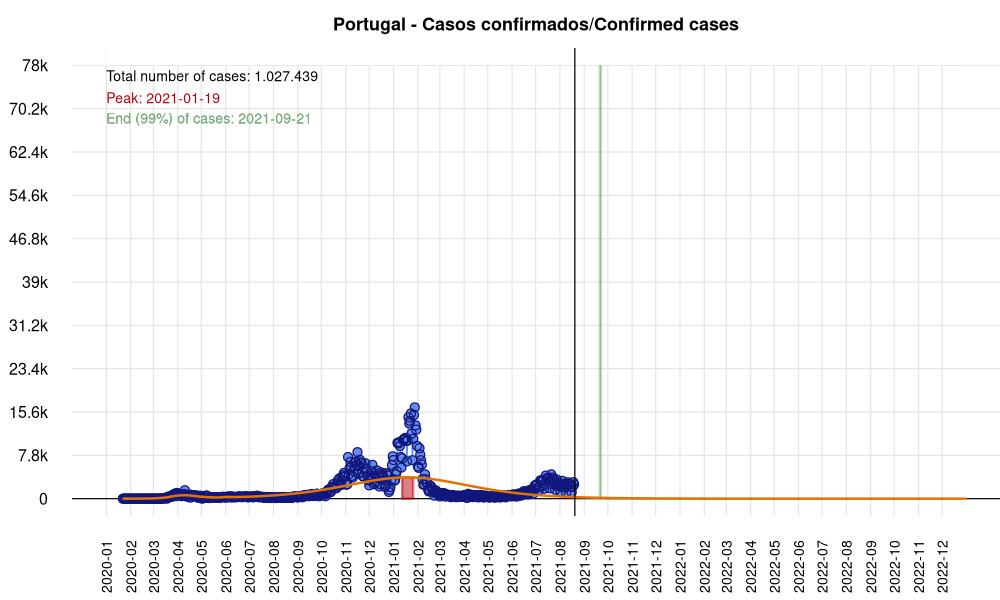 Portugal - Casos confirmados/Confirmed cases
Total number of cases: 1.027.439
Peak: 2021-01-19
End (99%) of cases: 2021-09-21
78k
70.2k
62.4k
54.6k
46.8k
39k
31.2k
23.4k
15.6k
7.8k
0
2020-01
2020-02
2020-03
2020-04
2020-05
2020-06
2020-07
2020-08
2020-09
2020-10
2020-11
2020-12
2021-01
2021-02
2021-03
2021-04
2021-05
2021-06
2021-07
2021-08
2021-09
2021-10
2021-11
2021-12
2022-01
2022-02
2022-03
2022-04
2022-05
2022-06
2022-07
2022-08
2022-09
2022-10
2022-11
2022-12